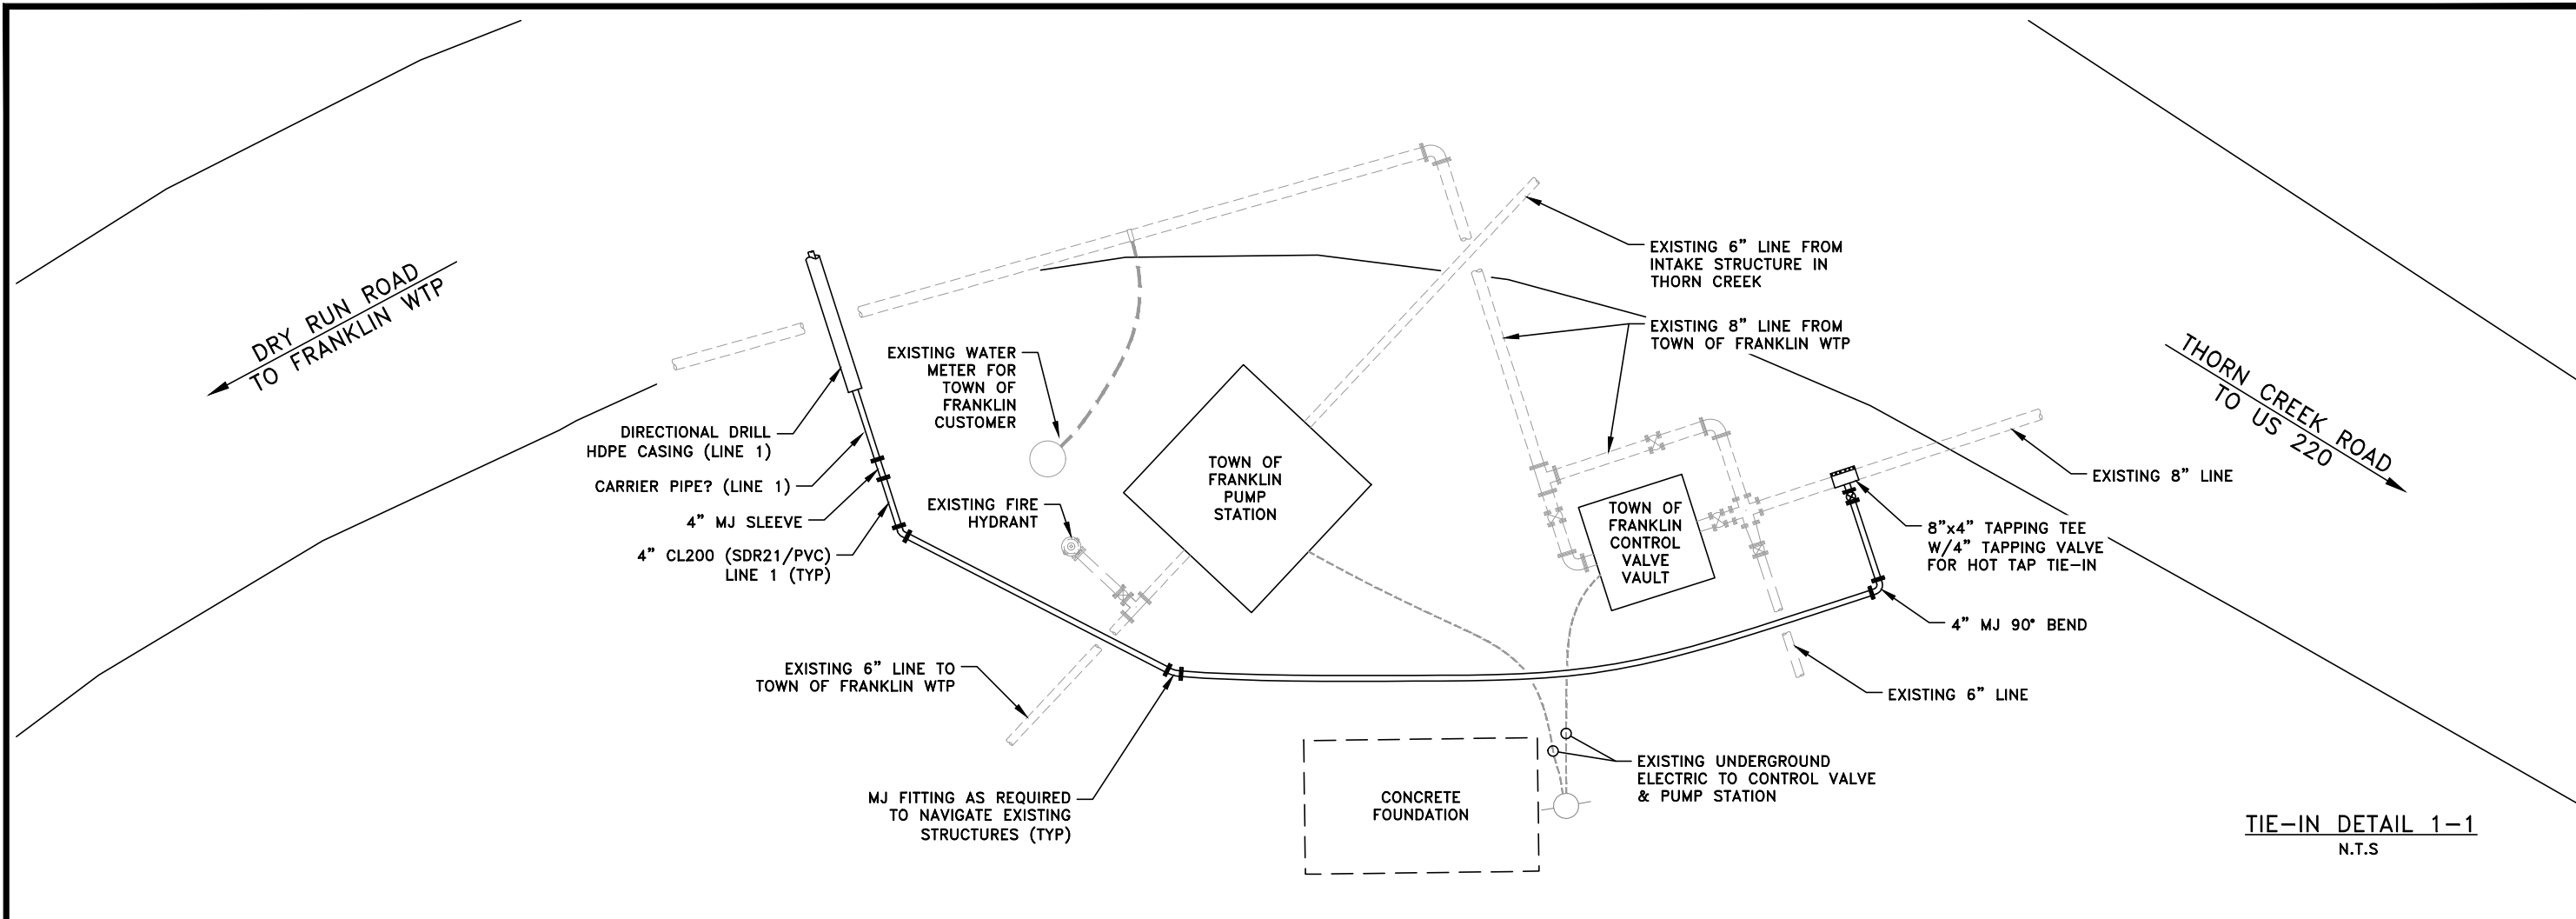 DRY RUN ROAD
TO FRANKLIN WTP
EXISTING WATER
METER FOR
TOWN OF
FRANKLIN
CUSTOMER
DIRECTIONAL DRILL
HDPE CASING (LINE 1)
CARRIER PIPE? (LINE 1)
4" MJ SLEEVE
4" CL200 (SDR21/PVC)
LINE 1 (TYP)
EXISTING FIRE
HYDRANT
EXISTING 6" LINE TO
TOWN OF FRANKLIN WTP
MJ FITTING AS REQUIRED
TO NAVIGATE EXISTING
STRUCTURES (TYP)
TOWN OF
FRANKLIN
PUMP
STATION
CONCRETE
FOUNDATION
EXISTING 6" LINE FROM
INTAKE STRUCTURE IN
THORN CREEK
EXISTING 8" LINE FROM
TOWN OF FRANKLIN WTP
TOWN OF
FRANKLIN
CONTROL
VALVE
VAULT
EXISTING UNDERGROUND
ELECTRIC TO CONTROL VALVE
& PUMP STATION
THORN CREEK ROAD
TO US 220
EXISTING 8" LINE
8"x4" TAPPING TEE
W/4" TAPPING VALVE
FOR HOT TAP TIE-IN
4" MJ 90° BEND
EXISTING 6" LINE
TIE-IN DETAIL 1-1
N.T.S